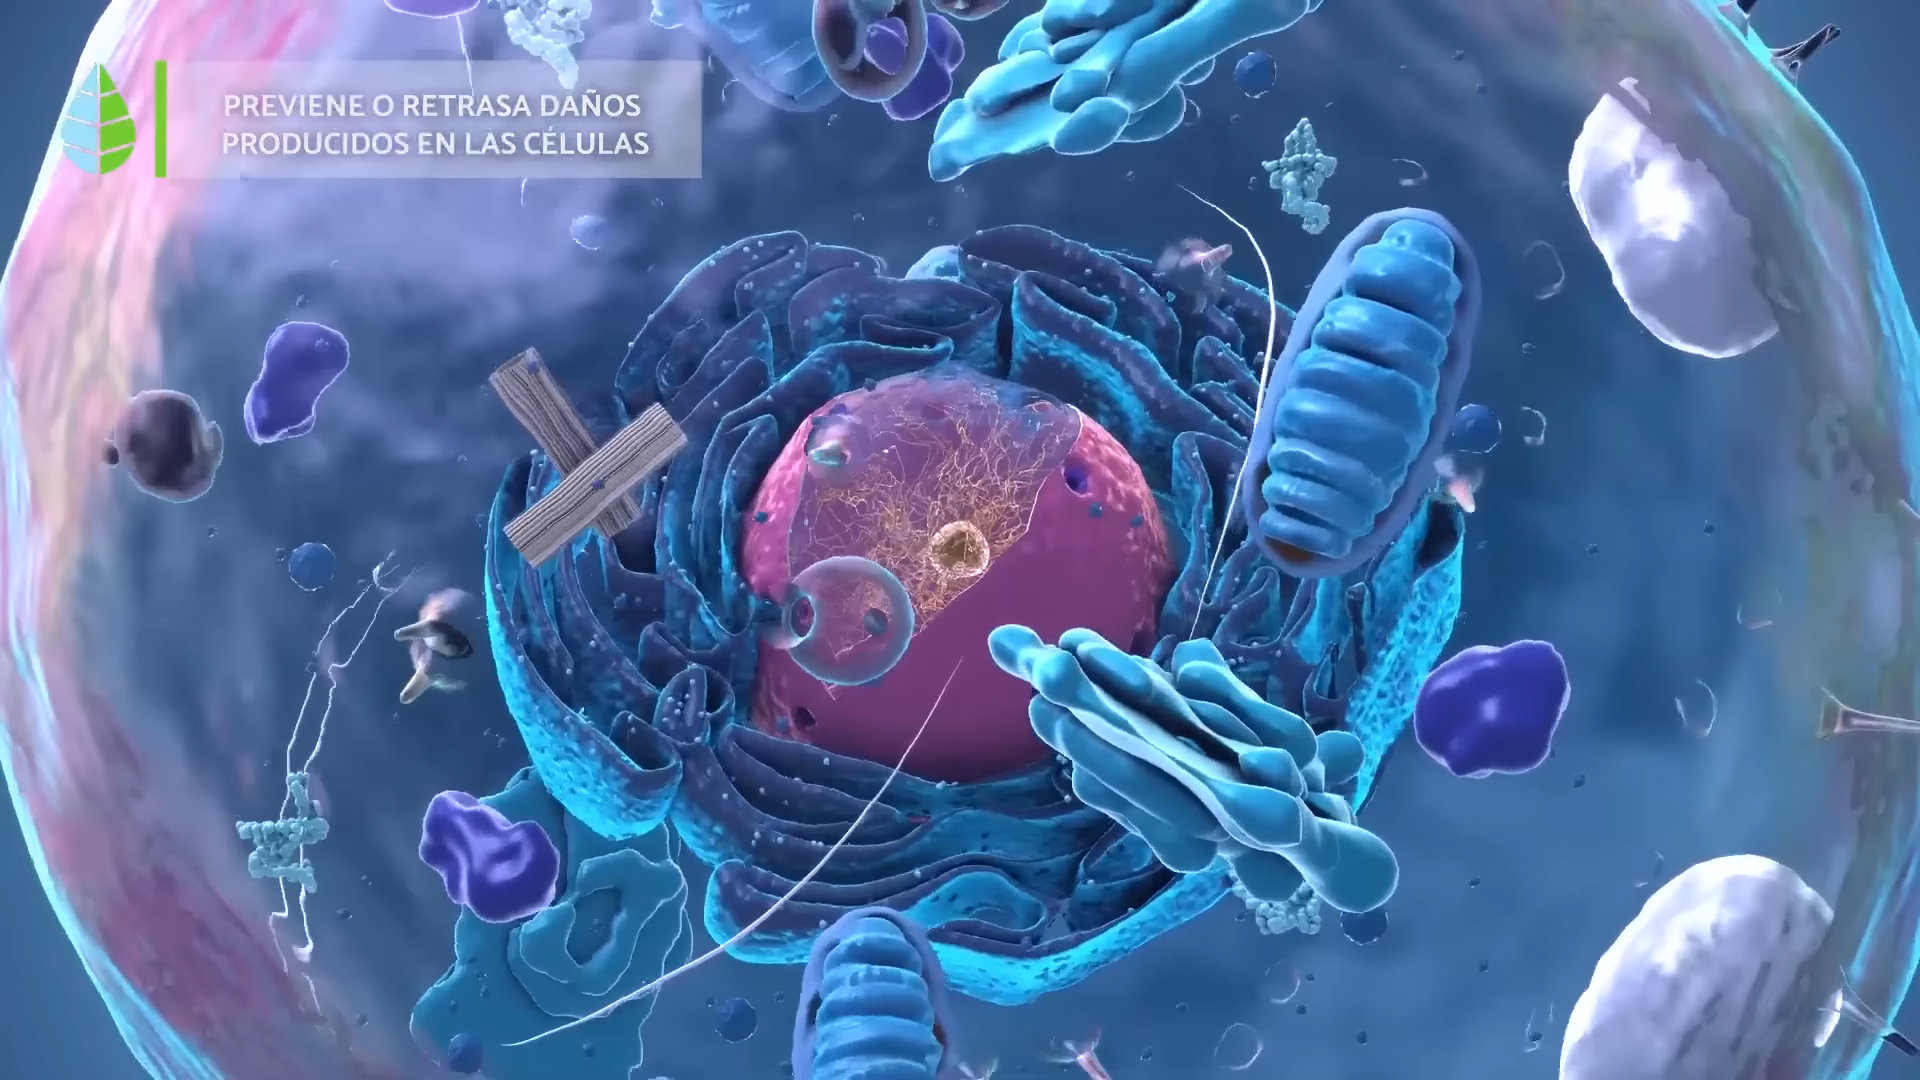 PREVIENE O RETRASA DAÑOS
PRODUCIDOS EN LAS CÉLULAS